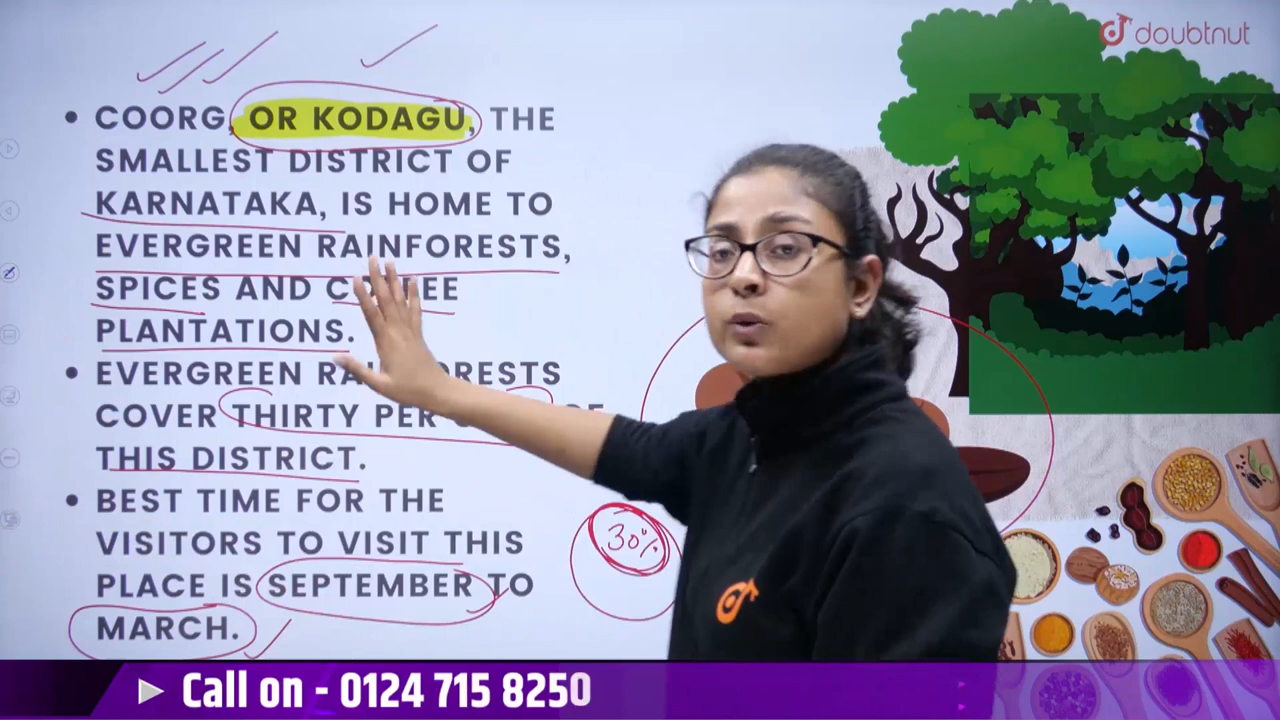 doubtnut
• COORG, OR KODAGU, THE
SMALLEST DISTRICT OF
KARNATAKA, IS HOME TO
EVERGREEN RAINFORESTS,
SPICES AND COFFEE
PLANTATIONS.
• EVERGREEN RAINFORESTS
COVER THIRTY PER
THIS DISTRICT.
• BEST TIME FOR THE
VISITORS TO VISIT THIS
PLACE IS SEPTEMBER TO
MARCH.
30%
Call on - 0124 715 8250